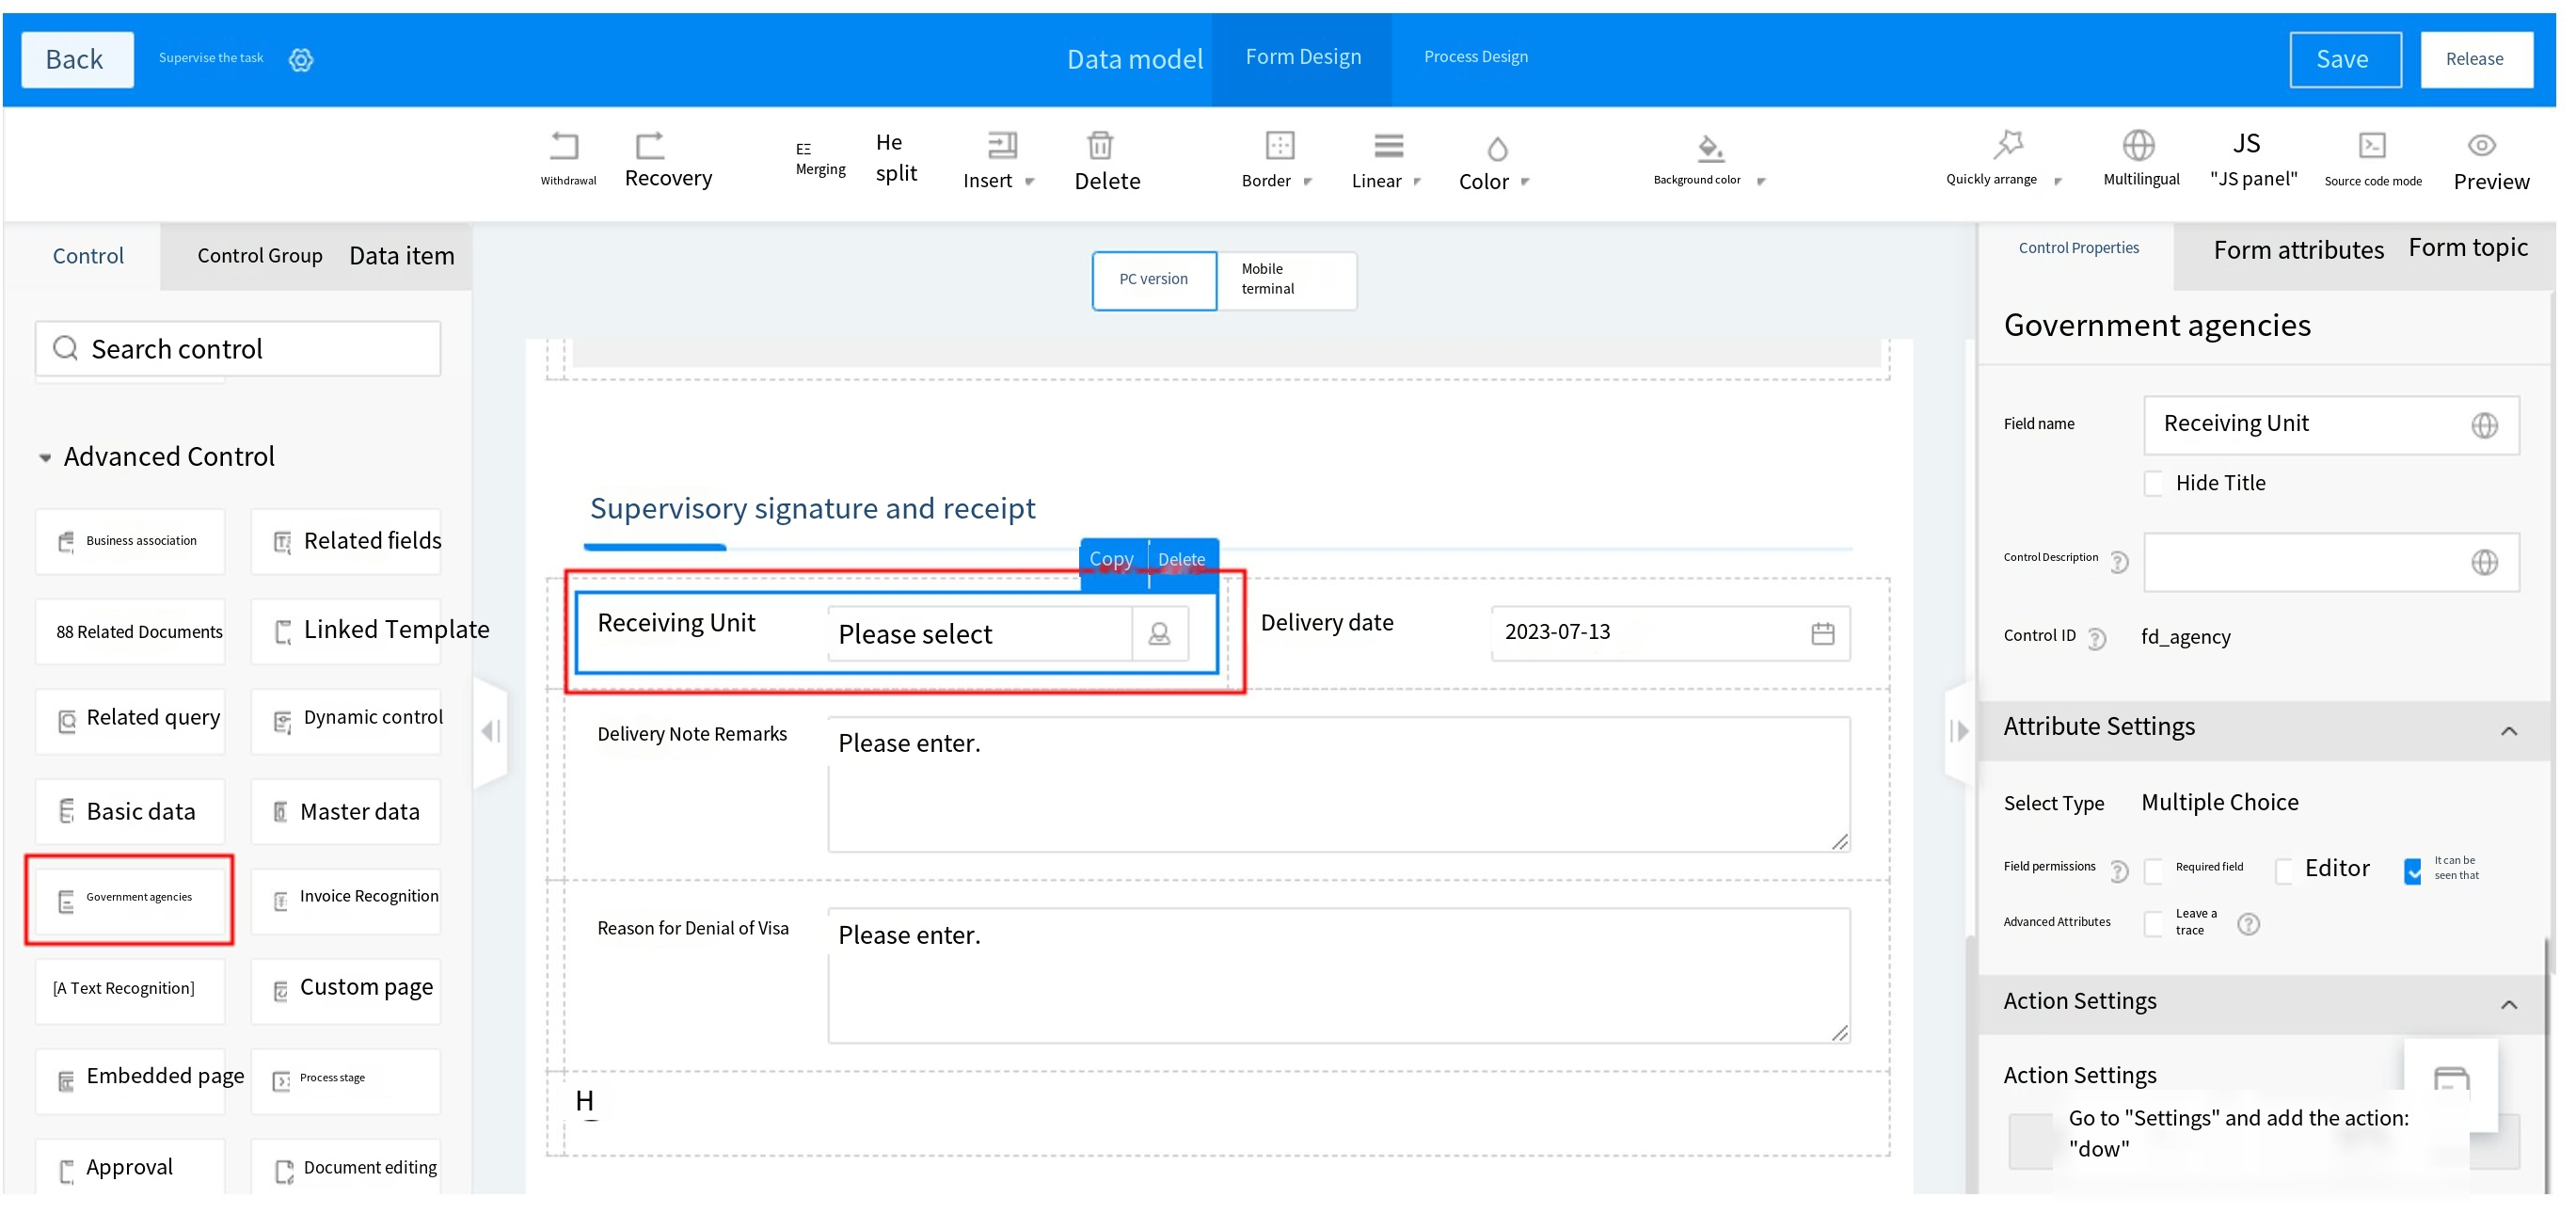 Back
Supervise the task
Data model
Form Design
Process Design
Save
Release
Withdrawal
Recovery
Merging
He
split
Insert
Delete
Border
Linear
Color
Background color
Quickly arrange
Multilingual
JS
"JS panel"
Source code mode
Preview
Control
Control Group
Data item
PC version
Mobile
terminal
Control Properties
Form attributes
Form topic
Search control
Advanced Control
Business association
Related fields
88 Related Documents
Linked Template
Related query
Dynamic control
Basic data
Master data
Government agencies
Invoice Recognition
[A Text Recognition]
Custom page
Embedded page
Process stage
Approval
Document editing
Supervisory signature and receipt
Copy
Delete
Receiving Unit
Please select
Delivery date
2023-07-13
Delivery Note Remarks
Please enter.
Reason for Denial of Visa
Please enter.
H
Government agencies
Field name
Receiving Unit
Hide Title
Control Description
Control ID
fd_agency
Attribute Settings
Select Type
Multiple Choice
Field permissions
Required field
Editor
It can be
seen that
Advanced Attributes
Leave a
trace
Action Settings
Action Settings
Go to "Settings" and add the action:
"dow"